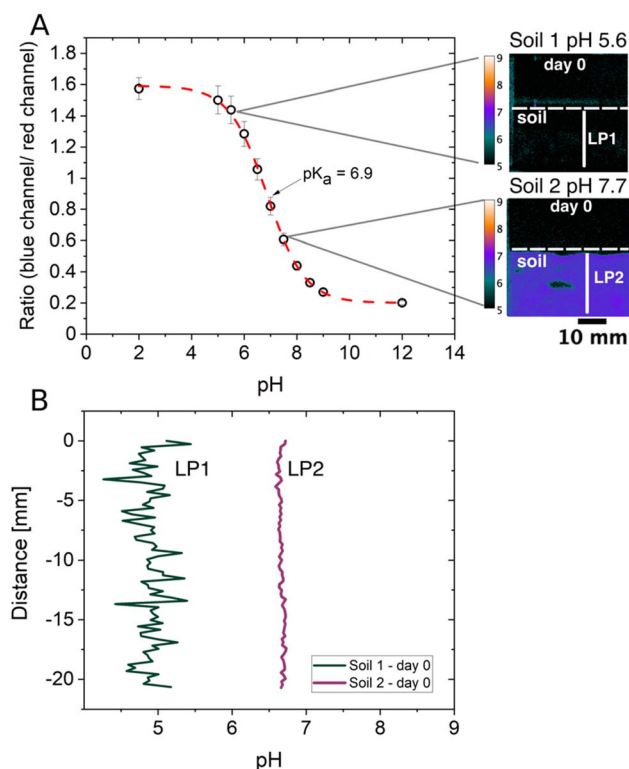 A
Ratio (blue channel/ red channel)
1.8
1.6
1.4
1.2
1
0.8
0.6
0.4
0.2
0
pKa = 6.9
0 2 4 6 8 10 12 14
pH
Soil 1 pH 5.6
9
8
7
6
5
day 0
soil
LP1
Soil 2 pH 7.7
9
8
7
6
5
day 0
soil
LP2
10 mm
B
Distance [mm]
0
-5
-10
-15
-20
LP1
LP2
Soil 1 - day 0
Soil 2 - day 0
5 6 7 8 9
pH